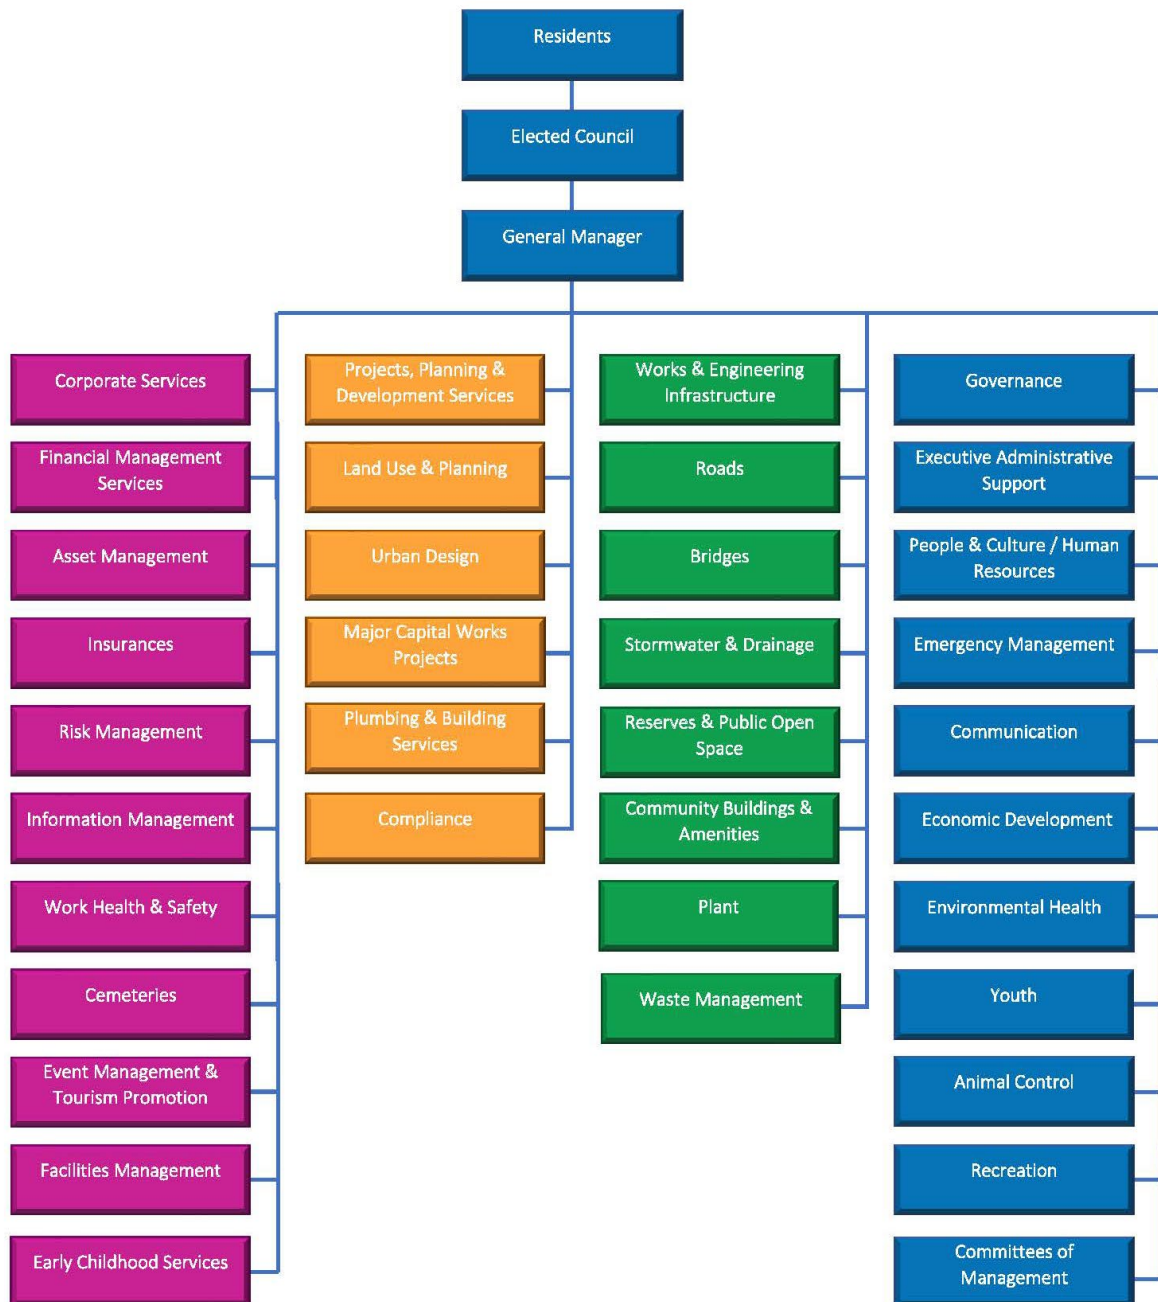 Residents
Elected Council
General Manager
Corporate Services
Financial Management
Services
Asset Management
Insurances
Risk Management
Information Management
Work Health & Safety
Cemeteries
Event Management &
Tourism Promotion
Facilities Management
Early Childhood Services
Projects, Planning &
Development Services
Land Use & Planning
Urban Design
Major Capital Works
Projects
Plumbing & Building
Services
Compliance
Works & Engineering
Infrastructure
Roads
Bridges
Stormwater & Drainage
Reserves & Public Open
Space
Community Buildings &
Amenities
Plant
Waste Management
Governance
Executive Administrative
Support
People & Culture / Human
Resources
Emergency Management
Communication
Economic Development
Environmental Health
Youth
Animal Control
Recreation
Committees of
Management